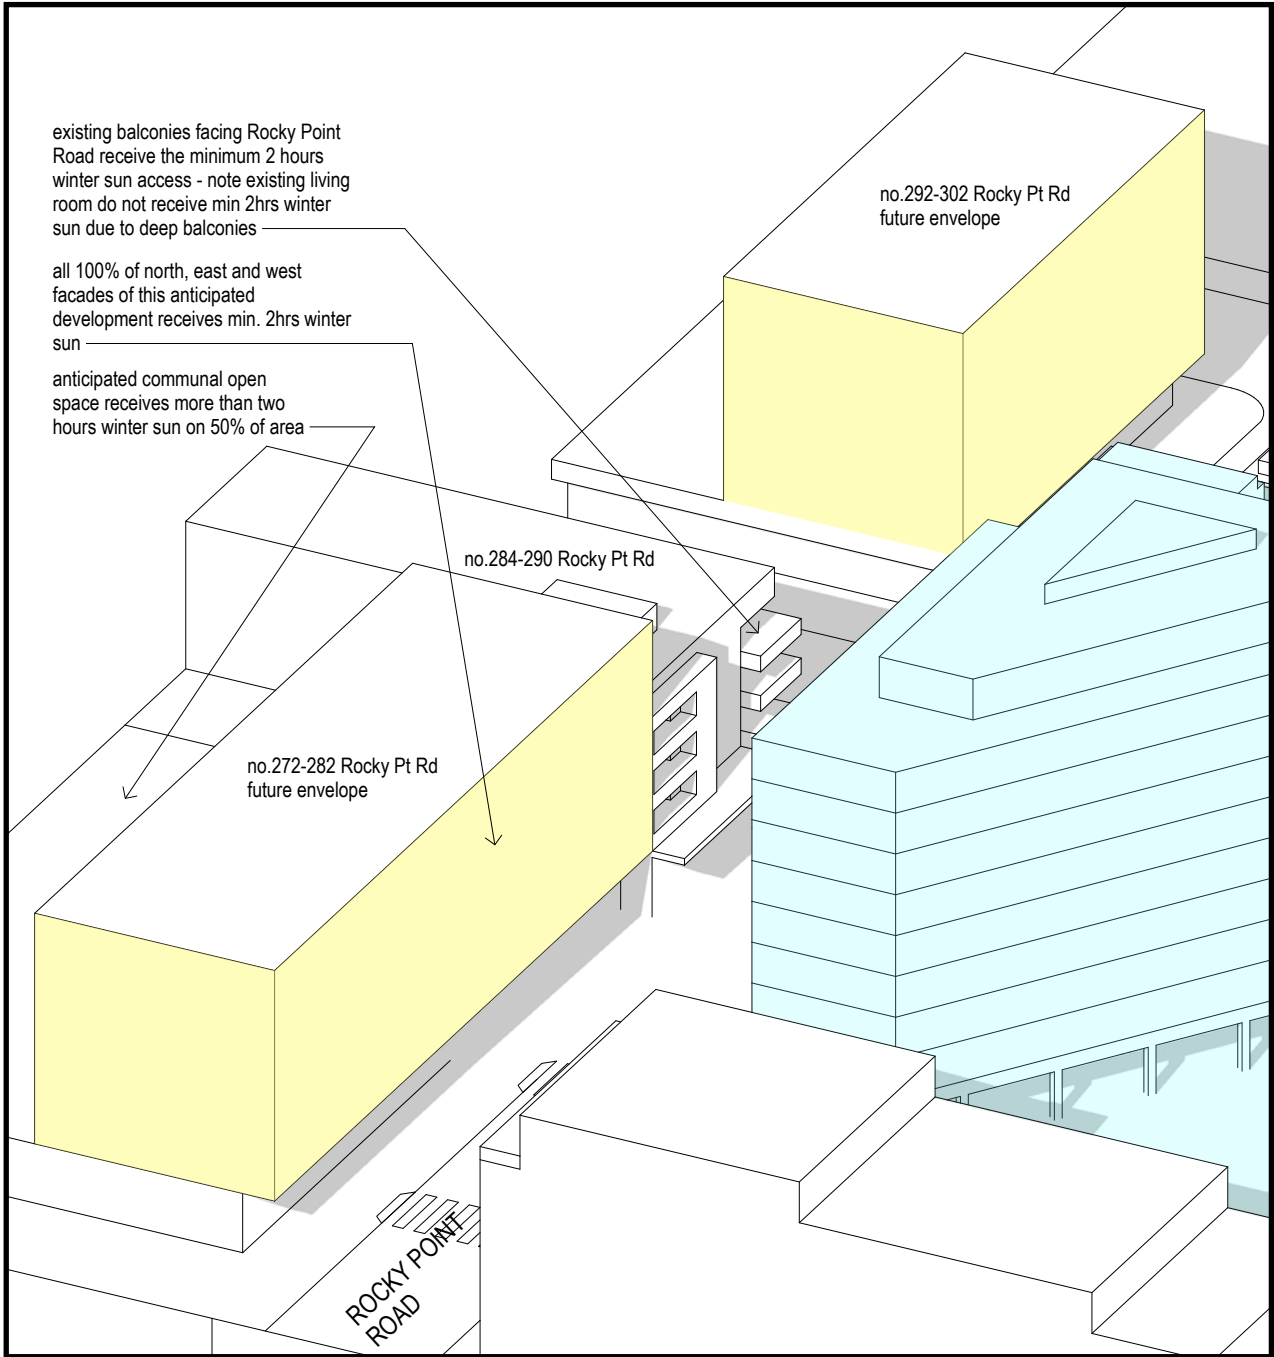 existing balconies facing Rocky Point
Road receive the minimum 2 hours
winter sun access - note existing living
room do not receive min 2hrs winter
sun due to deep balconies
all 100% of north, east and west
facades of this anticipated
development receives min. 2hrs winter
sun
anticipated communal open
space receives more than two
hours winter sun on 50% of area
no.292-302 Rocky Pt Rd
future envelope
no.284-290 Rocky Pt Rd
no.272-282 Rocky Pt Rd
future envelope
ROCKY POINT
ROAD